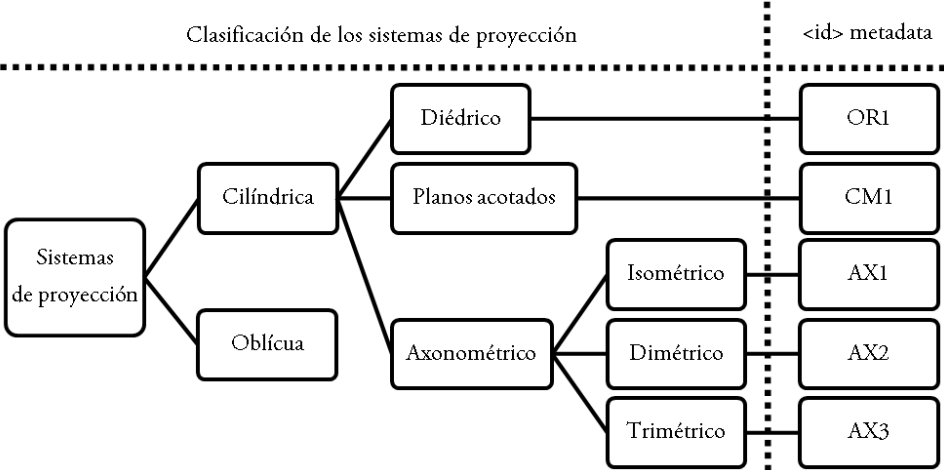 Clasificación de los sistemas de proyección
<id> metadata
Diédrico
OR1
Cilíndrica
Planos acotados
CM1
Sistemas
de proyección
Isométrico
AX1
Oblícua
Axonométrico
Dimétrico
AX2
Trimétrico
AX3